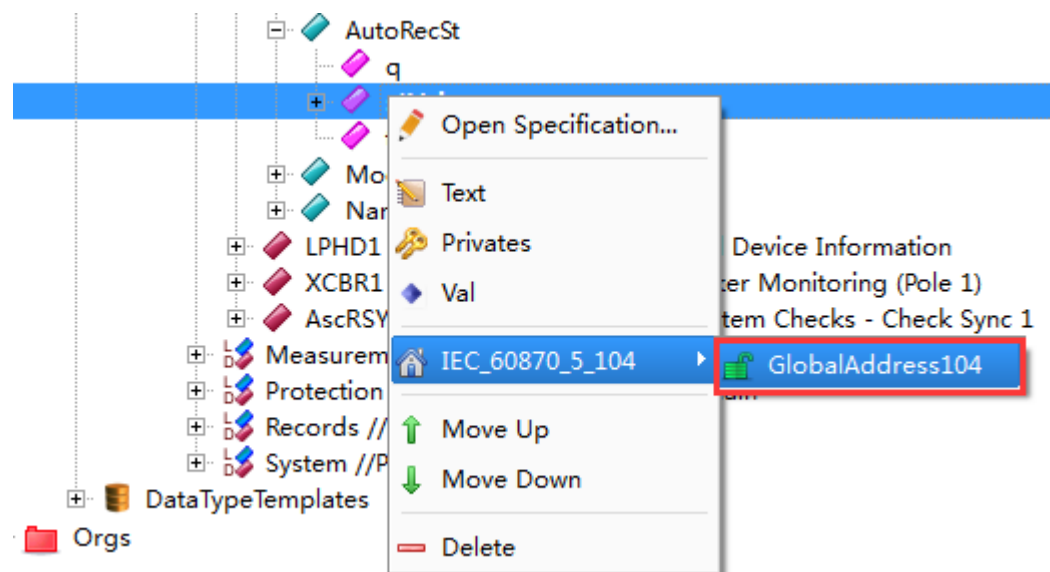 AutoRecSt
q
Open Specification...
Text
Privates
LPHD1 Device Information
XCBR1 ter Monitoring (Pole 1)
Val
AscRSY tem Checks - Check Sync 1
Measurem
IEC_60870_5_104
GlobalAddress104
Protection
Records //
Move Up
System //P
Move Down
DataTypeTemplates
Orgs
Delete